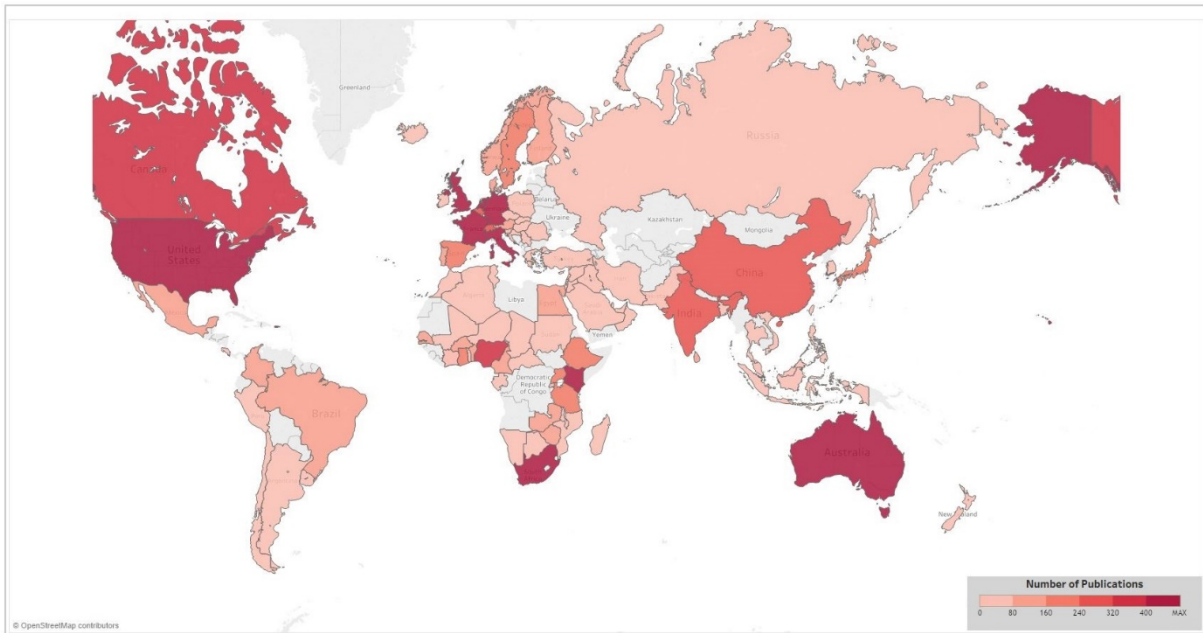 Greenland
Russia
Canada
Belarus
Ukraine
Kazakhstan
Mongolia
United
States
China
Algeria
Libya
India
Yemen
Democratic
Republic
of Congo
Brazil
Australia
New Zealand
Number of Publications
0 80 160 240 320 400 MAX
© OpenStreetMap contributors